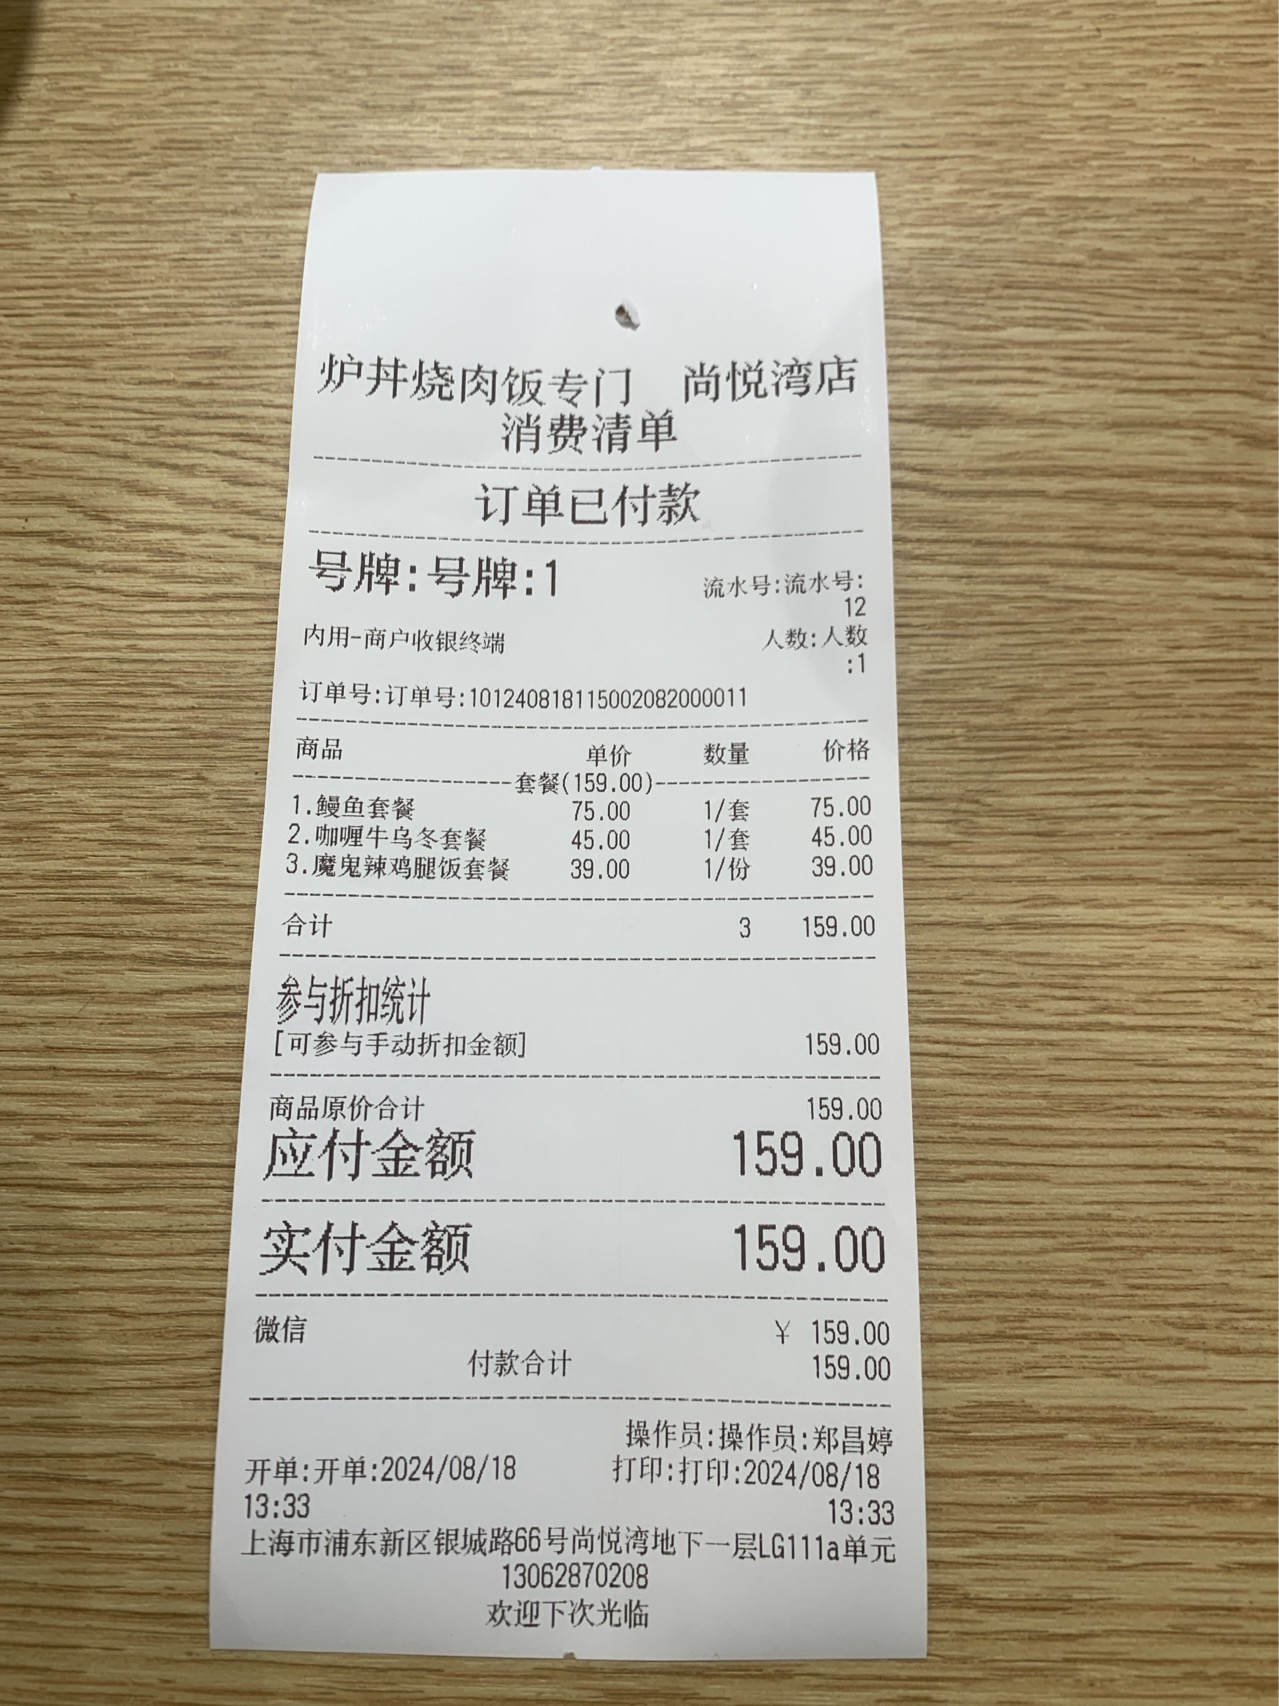 炉丼烧肉饭专门 尚悦湾店
消费清单
订单已付款
号牌:号牌:1
流水号:流水号:
12
内用-商户收银终端
人数:人数
:1
订单号:订单号:101240818115002082000011
商品 单价 数量 价格
套餐(159.00)
1.鳗鱼套餐 75.00 1/套 75.00
2.咖喱牛乌冬套餐 45.00 1/套 45.00
3.魔鬼辣鸡腿饭套餐 39.00 1/份 39.00
合计 3 159.00
参与折扣统计
[可参与手动折扣金额] 159.00
商品原价合计 159.00
应付金额 159.00
实付金额 159.00
微信 ¥ 159.00
付款合计 159.00
操作员:操作员:郑昌婷
开单:开单:2024/08/18 打印:打印:2024/08/18
13:33 13:33
上海市浦东新区银城路66号尚悦湾地下一层LG111a单元
13062870208
欢迎下次光临